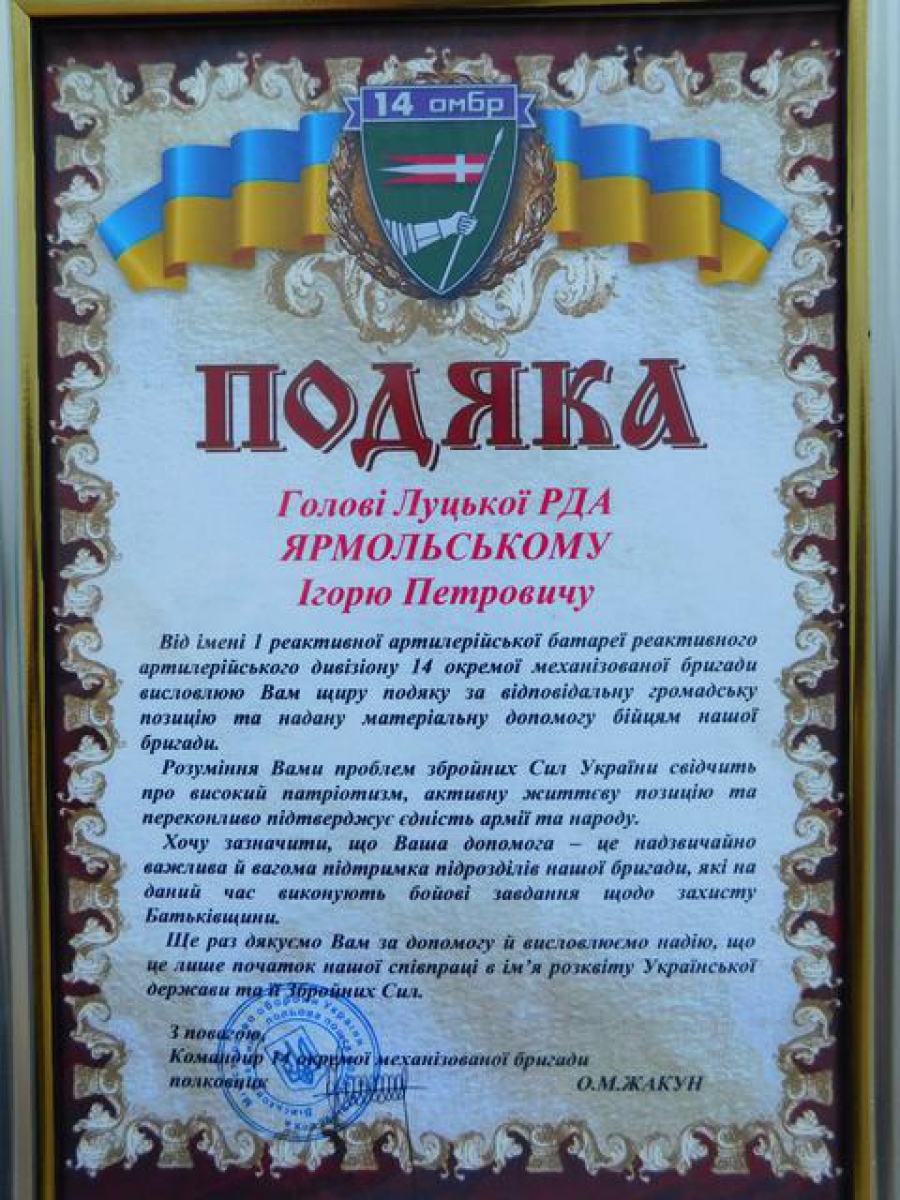 14 омбр
ПОДЯКА
Голові Луцької РДА
ЯРМОЛЬСЬКОМУ
Ігорю Петровичу
Від імені 1 реактивної артилерійської батареї реактивного
артилерійського дивізіону 14 окремої механізованої бригади
висловлюю Вам щиру подяку за відповідальну громадську
позицію та надану матеріальну допомогу бійцям нашої
бригади.
Розуміння Вами проблем збройних Сил України свідчить
про високий патріотизм, активну життєву позицію та
переконливо підтверджує єдність армії та народу.
Хочу зазначити, що Ваша допомога – це надзвичайно
важлива й вагома підтримка підрозділів нашої бригади, які на
даний час виконують бойові завдання щодо захисту
Батьківщини.
Ще раз дякуємо Вам за допомогу й висловлюємо надію, що
це лише початок нашої співпраці в ім’я розквіту Української
держави та її Збройних Сил.
З повагою,
Командир 14 окремої механізованої бригади
полковник О.М.ЖАКУН
оборони України
польова пошта